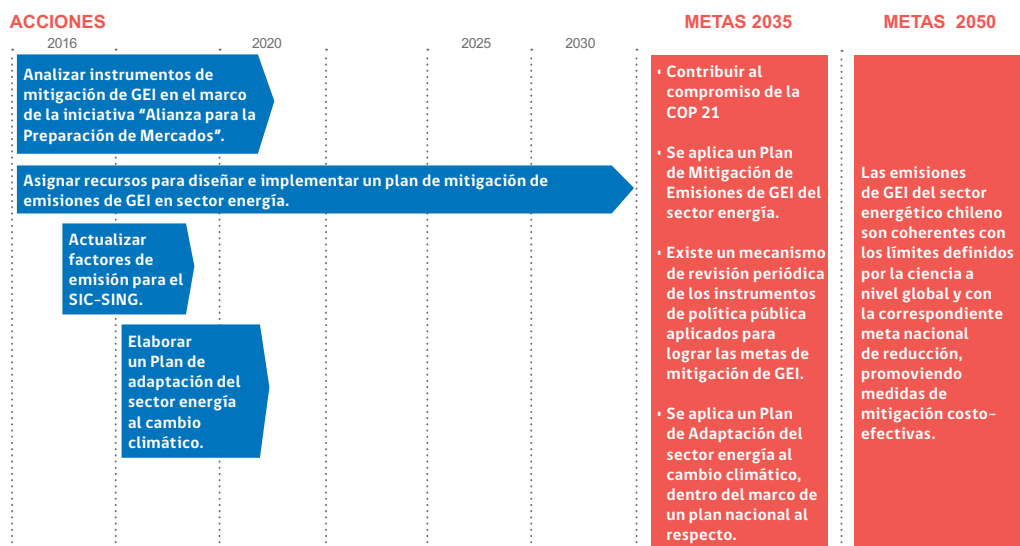 ACCIONES
METAS 2035
METAS 2050
2016
2020
2025
2030
Analizar instrumentos de
mitigación de GEI en el marco
de la iniciativa “Alianza para la
Preparación de Mercados”.
Asignar recursos para diseñar e implementar un plan de mitigación de
emisiones de GEI en sector energía.
Actualizar
factores de
emisión para el
SIC-SING.
Elaborar
un Plan de
adaptación del
sector energía
al cambio
climático.
• Contribuir al
compromiso de la
COP 21
• Se aplica un Plan
de Mitigación de
Emisiones de GEI del
sector energía.
• Existe un mecanismo
de revisión periódica
de los instrumentos
de política pública
aplicados para
lograr las metas de
mitigación de GEI.
• Se aplica un Plan
de Adaptación del
sector energía al
cambio climático,
dentro del marco de
un plan nacional al
respecto.
Las emisiones
de GEI del sector
energético chileno
son coherentes con
los límites definidos
por la ciencia a
nivel global y con
la correspondiente
meta nacional
de reducción,
promoviendo
medidas de
mitigación costo-
efectivas.